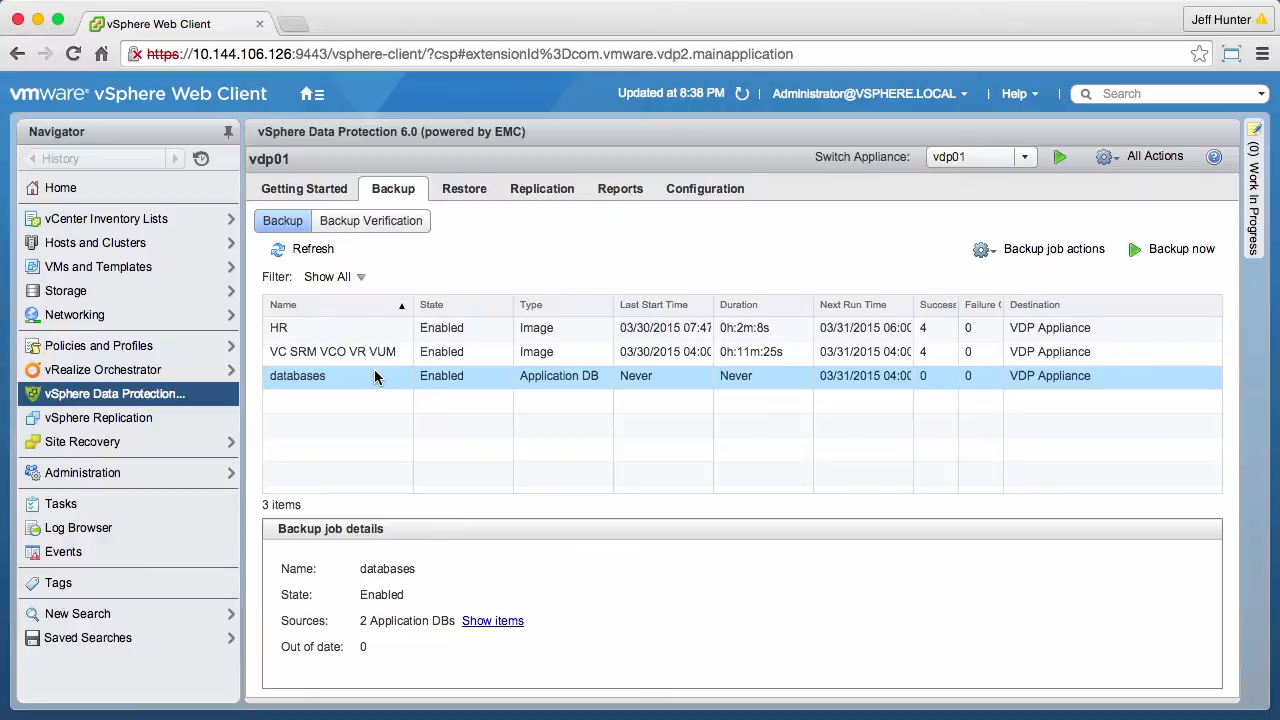 vSphere Web Client
Jeff Hunter
https://10.144.106.126:9443/vsphere-client/?csp#extensionId%3Dcom.vmware.vdp2.mainapplication
vmware® vSphere Web Client
Updated at 8:38 PM
Administrator@VSPHERE.LOCAL
Help
Search
Navigator
History
Home
vCenter Inventory Lists
Hosts and Clusters
VMs and Templates
Storage
Networking
Policies and Profiles
vRealize Orchestrator
vSphere Data Protection...
vSphere Replication
Site Recovery
Administration
Tasks
Log Browser
Events
Tags
New Search
Saved Searches
vSphere Data Protection 6.0 (powered by EMC)
vdp01
Switch Appliance: vdp01
All Actions
Getting Started Backup Restore Replication Reports Configuration
Backup Backup Verification
Refresh
Backup job actions
Backup now
Filter: Show All
Name State Type Last Start Time Duration Next Run Time Success Failure C Destination
HR Enabled Image 03/30/2015 07:47 0h:2m:8s 03/31/2015 06:00 4 0 VDP Appliance
VC SRM VCO VR VUM Enabled Image 03/30/2015 04:00 0h:11m:25s 03/31/2015 04:00 4 0 VDP Appliance
databases Enabled Application DB Never Never 03/31/2015 04:00 0 0 VDP Appliance
3 items
Backup job details
Name: databases
State: Enabled
Sources: 2 Application DBs Show items
Out of date: 0
(0) Work In Progress